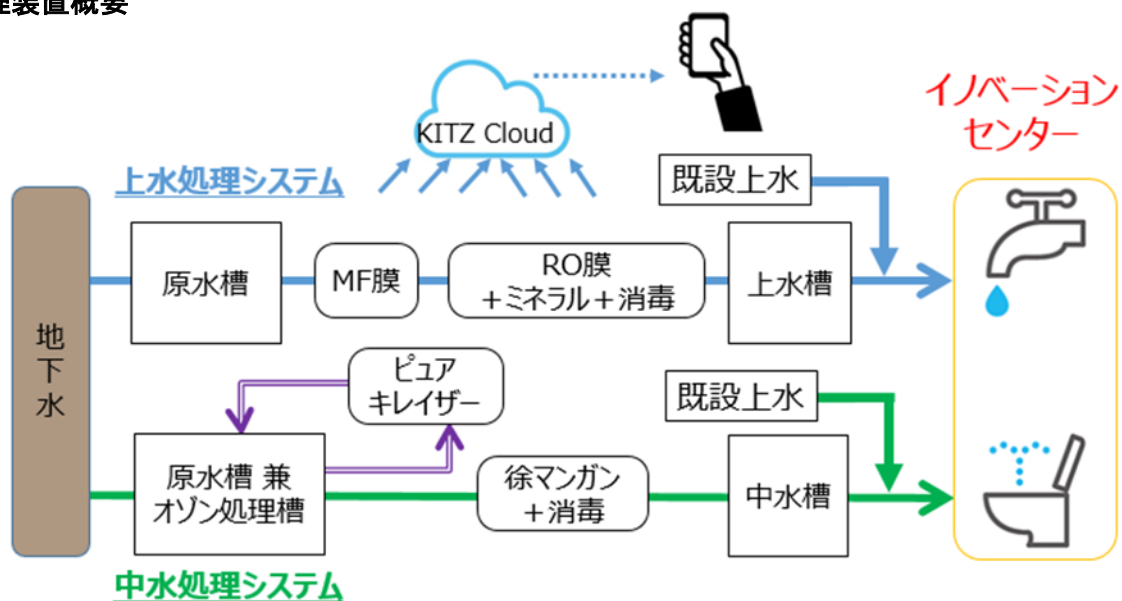 理装置概要
KITZ Cloud
イノベーション
センター
上水処理システム
既設上水
原水槽
MF膜
RO膜
＋ミネラル＋消毒
上水槽
地
下
水
ピュア
キレイザー
既設上水
原水槽 兼
オゾン処理槽
徐マンガン
＋消毒
中水槽
中水処理システム